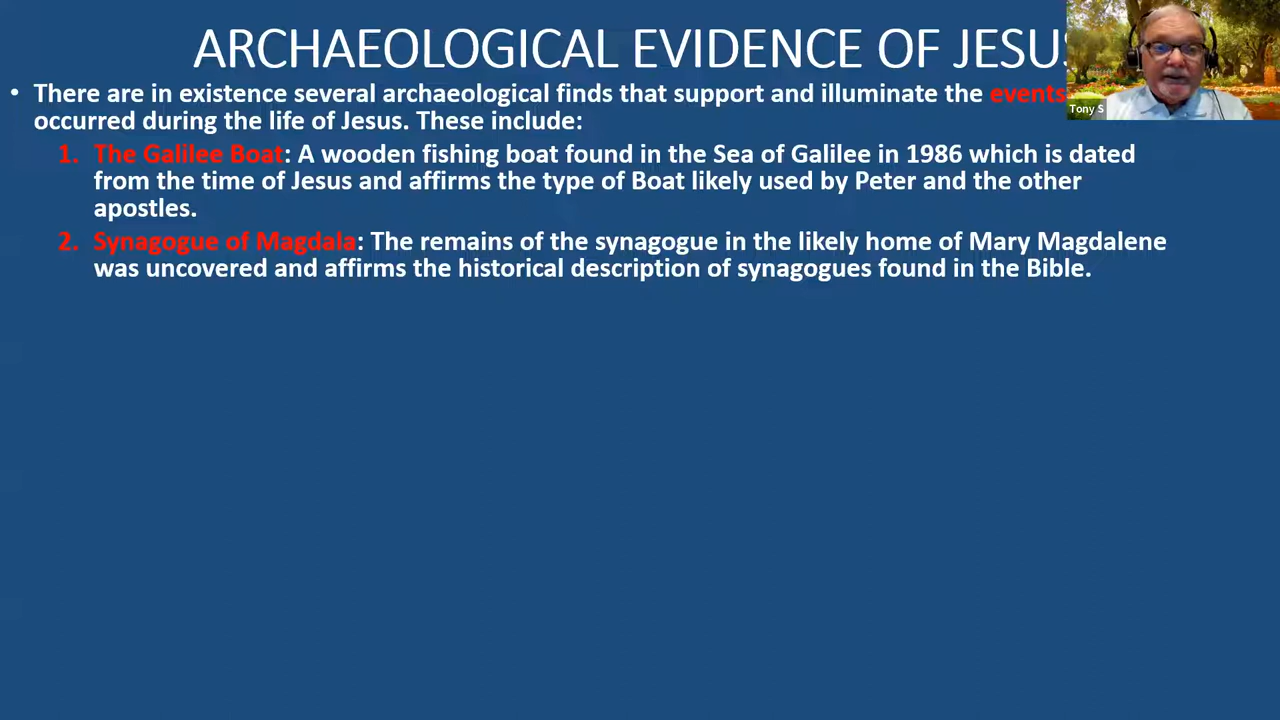 ARCHAEOLOGICAL EVIDENCE OF JESUS
• There are in existence several archaeological finds that support and illuminate the events
occurred during the life of Jesus. These include:
1. The Galilee Boat: A wooden fishing boat found in the Sea of Galilee in 1986 which is dated
from the time of Jesus and affirms the type of Boat likely used by Peter and the other
apostles.
2. Synagogue of Magdala: The remains of the synagogue in the likely home of Mary Magdalene
was uncovered and affirms the historical description of synagogues found in the Bible.
Tony S